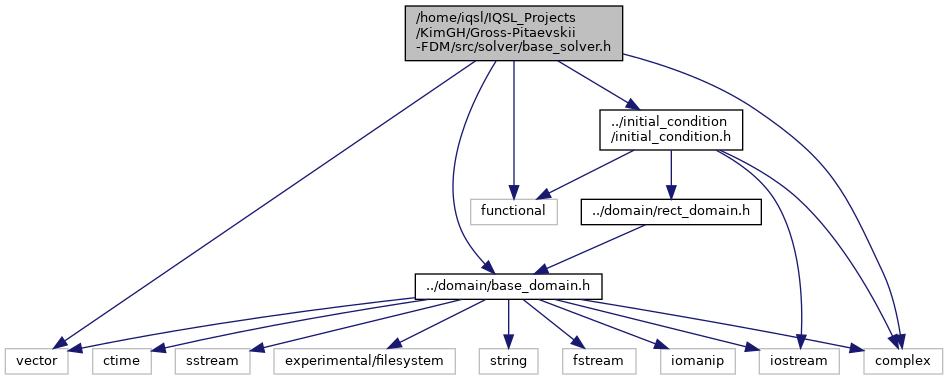 /home/iqsl/IQSL_Projects
/KimGH/Gross-Pitaevskii
-FDM/src/solver/base_solver.h
../initial_condition
/initial_condition.h
functional
../domain/rect_domain.h
../domain/base_domain.h
vector
ctime
sstream
experimental/filesystem
string
fstream
iomanip
iostream
complex